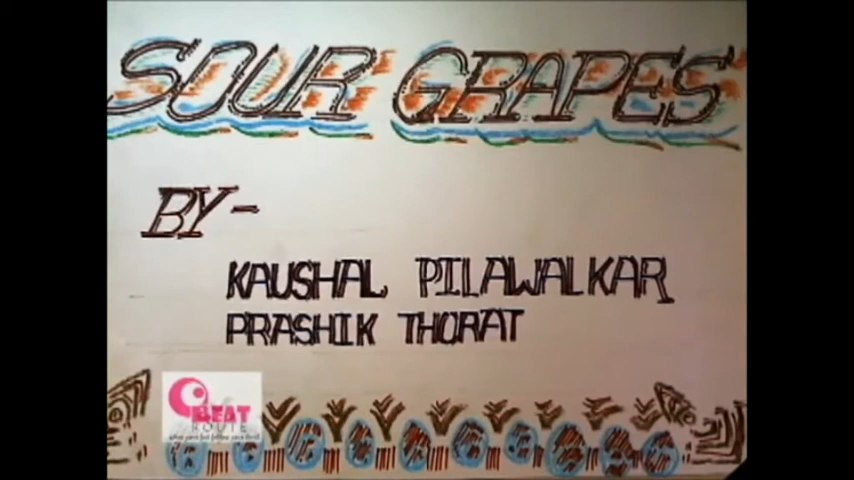 SOUR GRAPES
BY-
KAUSHAL PILAWALKAR
PRASHIK THORAT
BEAT
ROUTE